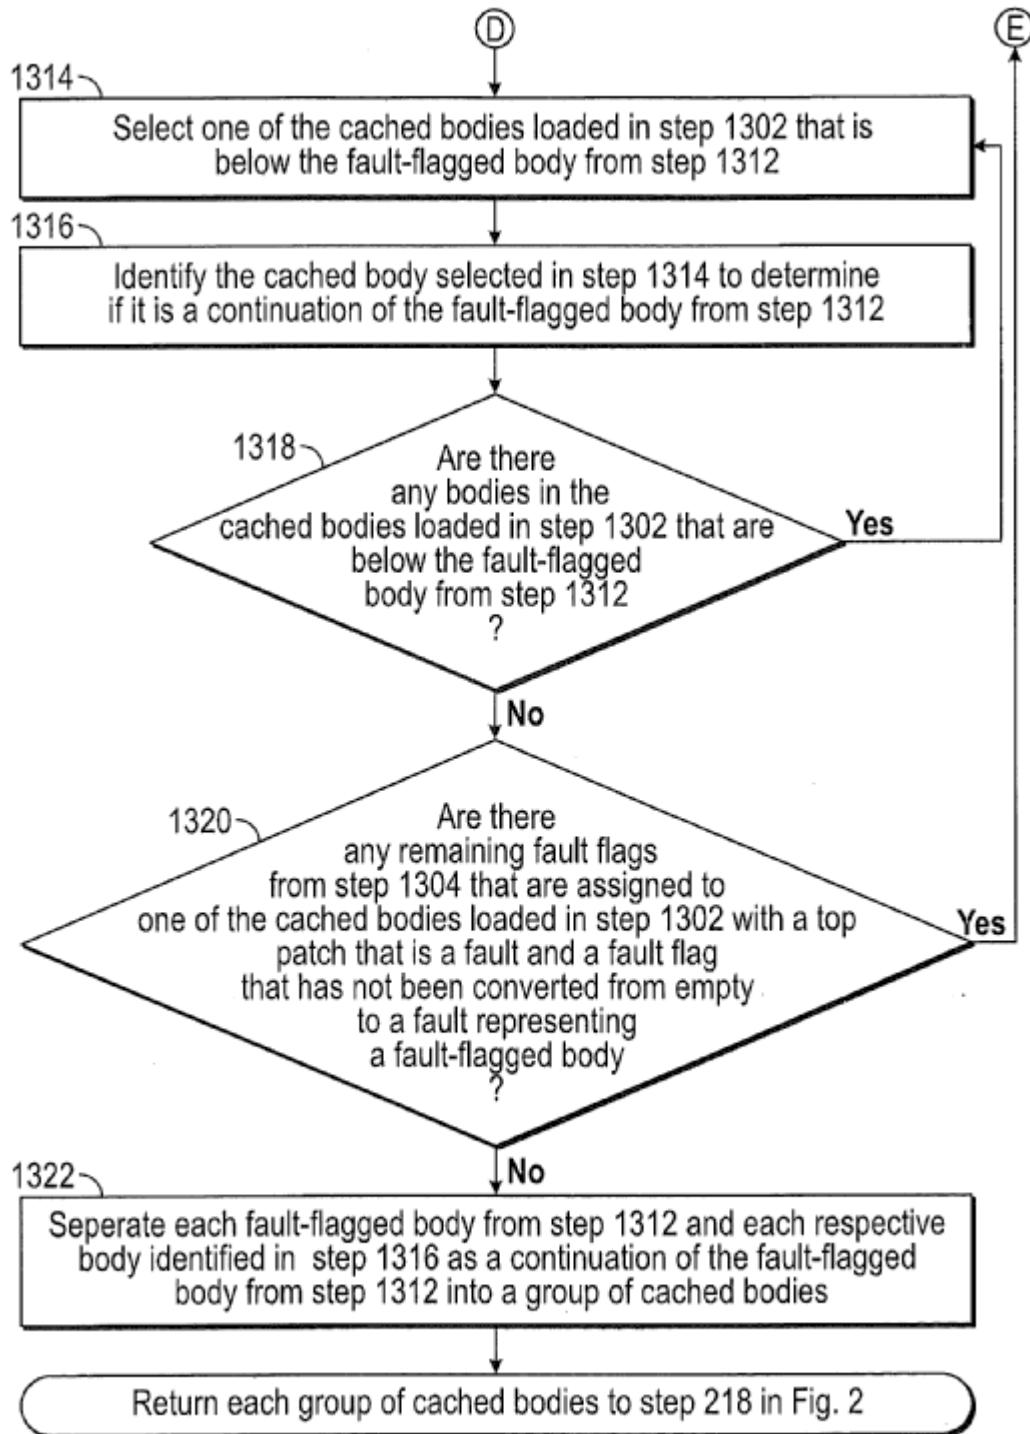 D
E
1314
Select one of the cached bodies loaded in step 1302 that is
below the fault-flagged body from step 1312
1316
Identify the cached body selected in step 1314 to determine
if it is a continuation of the fault-flagged body from step 1312
1318
Are there
any bodies in the
cached bodies loaded in step 1302 that are
below the fault-flagged
body from step 1312
?
Yes
No
1320
Are there
any remaining fault flags
from step 1304 that are assigned to
one of the cached bodies loaded in step 1302 with a top
patch that is a fault and a fault flag
that has not been converted from empty
to a fault representing
a fault-flagged body
?
Yes
No
1322
Seperate each fault-flagged body from step 1312 and each respective
body identified in step 1316 as a continuation of the fault-flagged
body from step 1312 into a group of cached bodies
Return each group of cached bodies to step 218 in Fig. 2